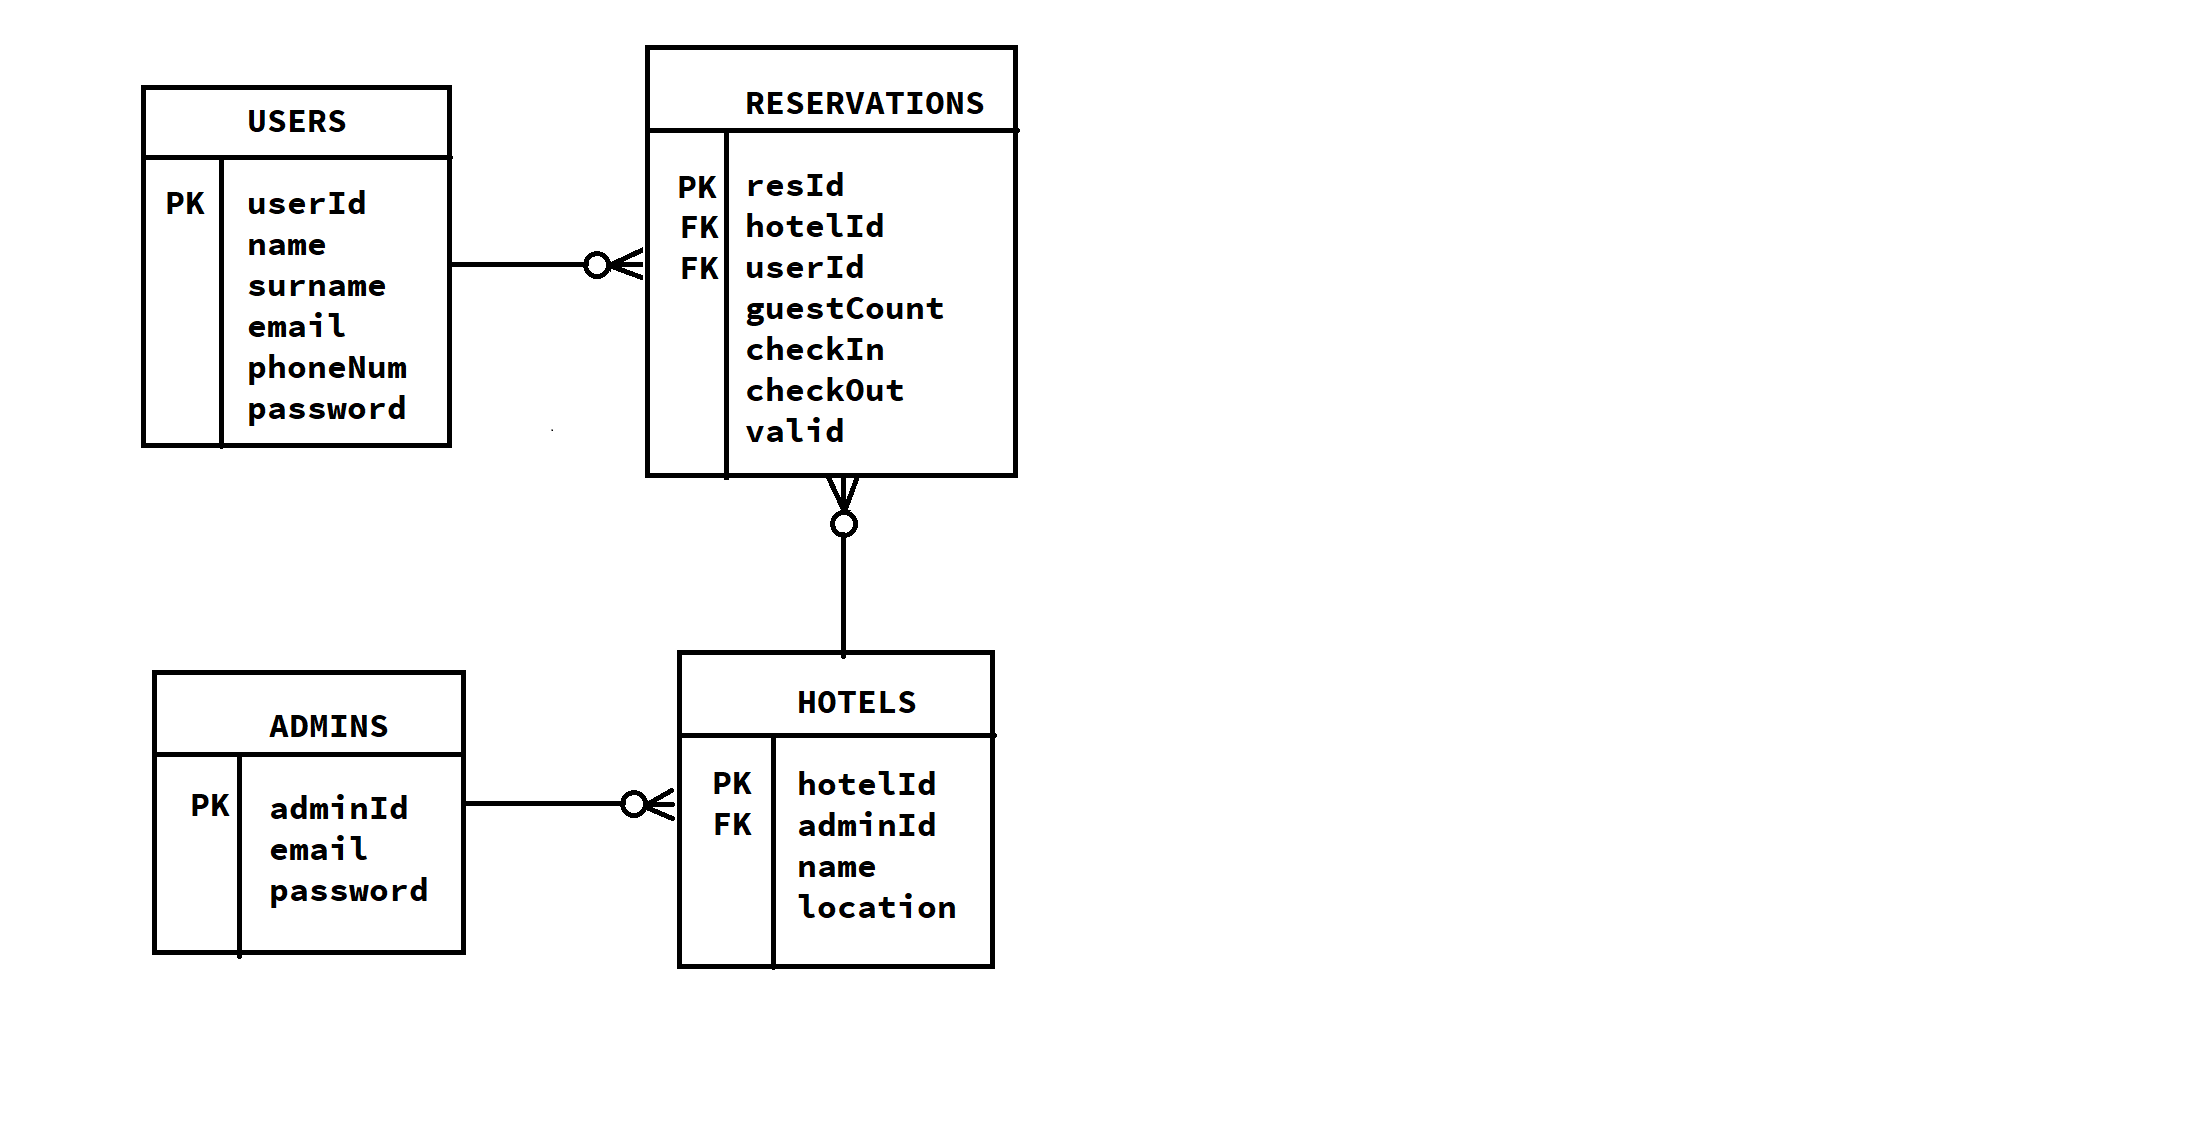 USERS
PK userId
name
surname
email
phoneNum
password
RESERVATIONS
PK resId
FK hotelId
FK userId
guestCount
checkIn
checkOut
valid
ADMINS
PK adminId
email
password
HOTELS
PK hotelId
FK adminId
name
location